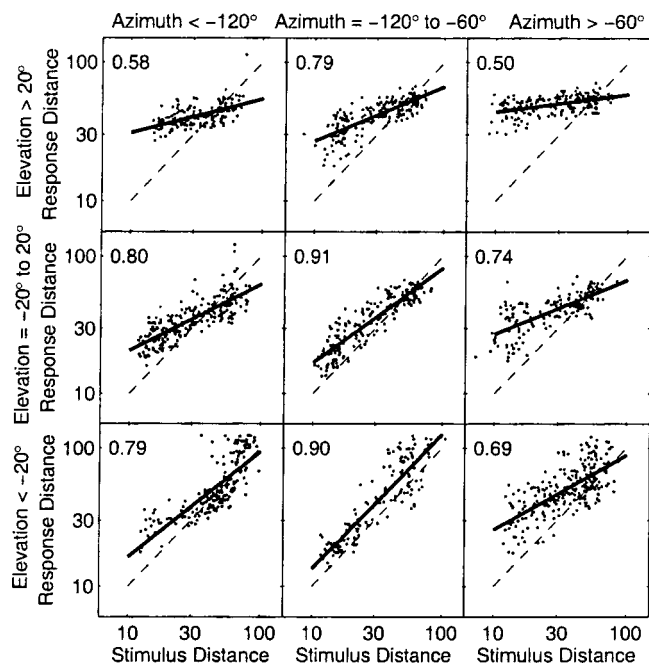 Azimuth < −120° Azimuth = −120° to −60° Azimuth > −60°
Elevation > 20°
Response Distance
100
30
10
0.58
0.79
0.50
Elevation = −20° to 20°
Response Distance
100
30
10
0.80
0.91
0.74
Elevation < −20°
Response Distance
100
30
10
0.79
0.90
0.69
10 30 100 10 30 100 10 30 100
Stimulus Distance Stimulus Distance Stimulus Distance